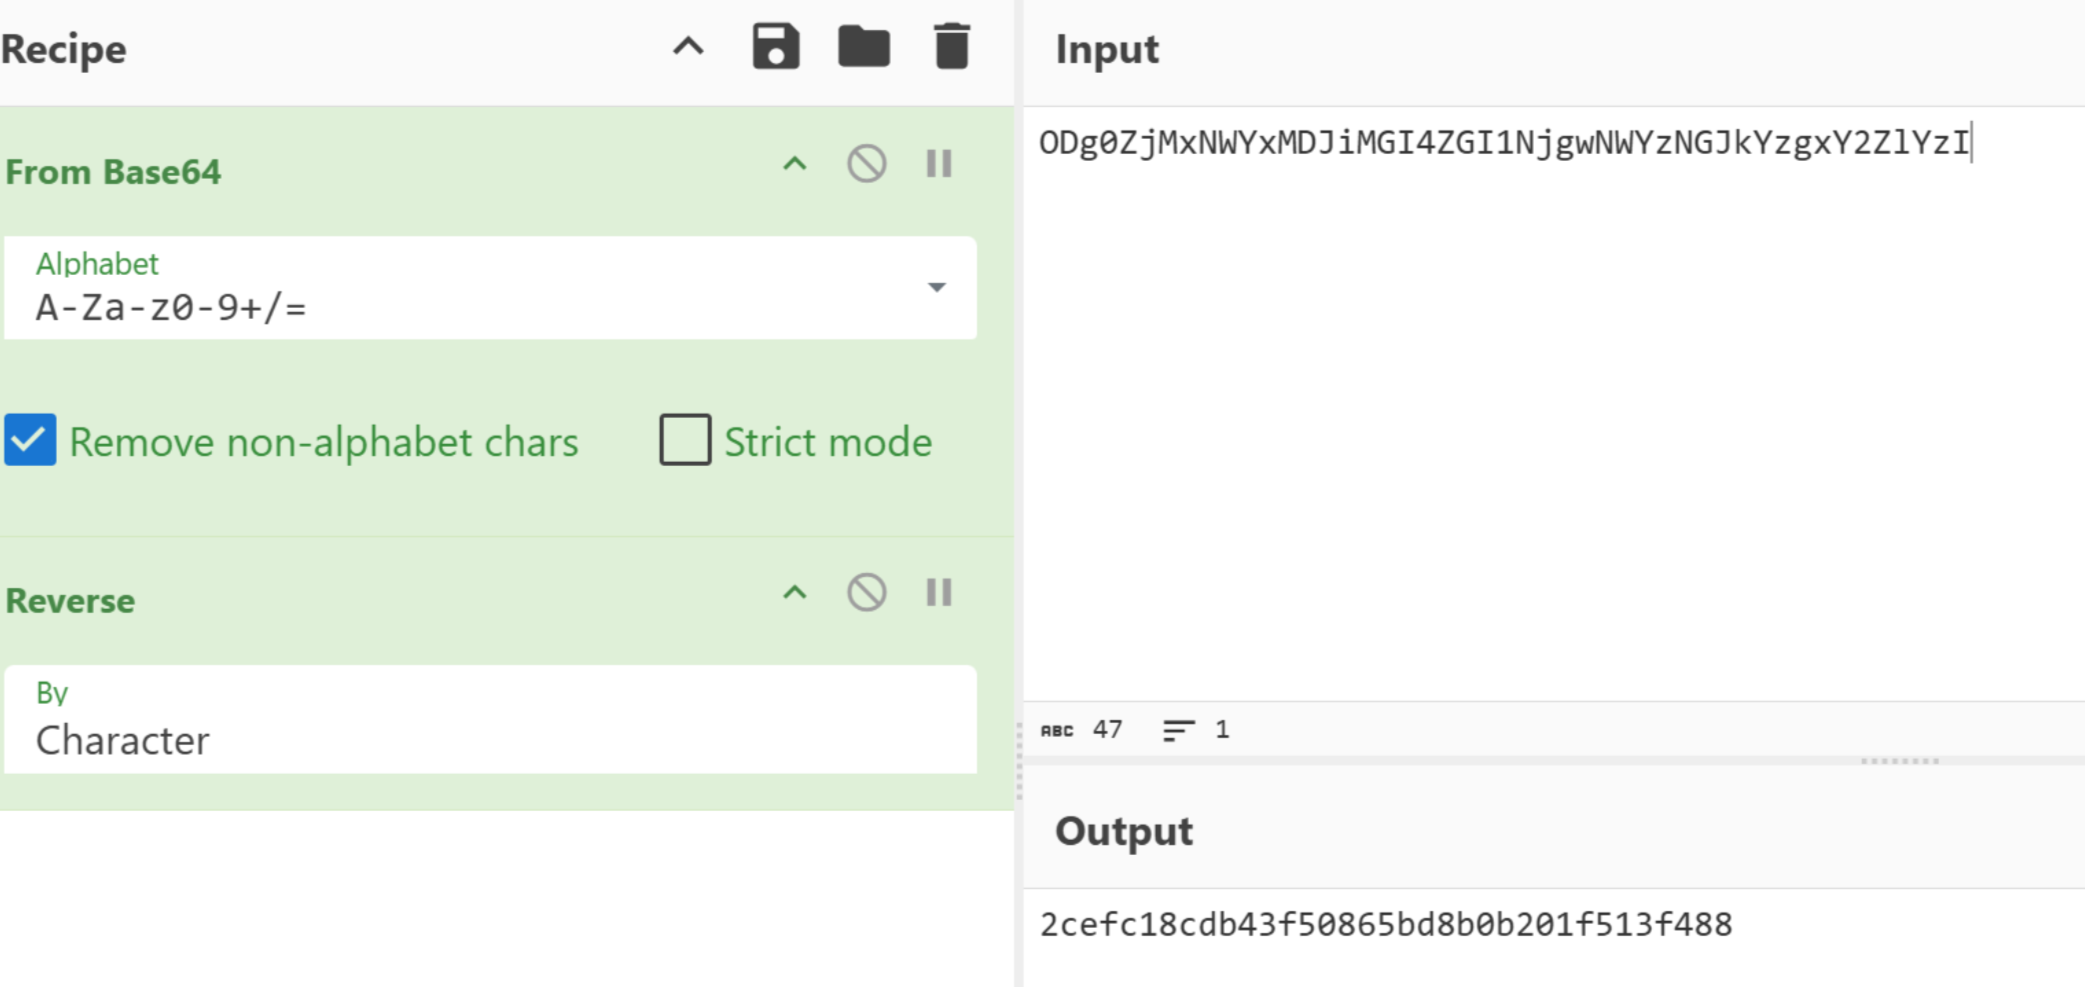 Recipe
From Base64
Alphabet
A-Za-z0-9+/=
Remove non-alphabet chars
Strict mode
Reverse
By
Character
Input
ODg0ZjMxNWYxMDJiMGI4ZGI1NjgwNWYzNGJkYzgxY2ZlYzI
ABC 47 1
Output
2cefc18cdb43f50865bd8b0b201f513f488